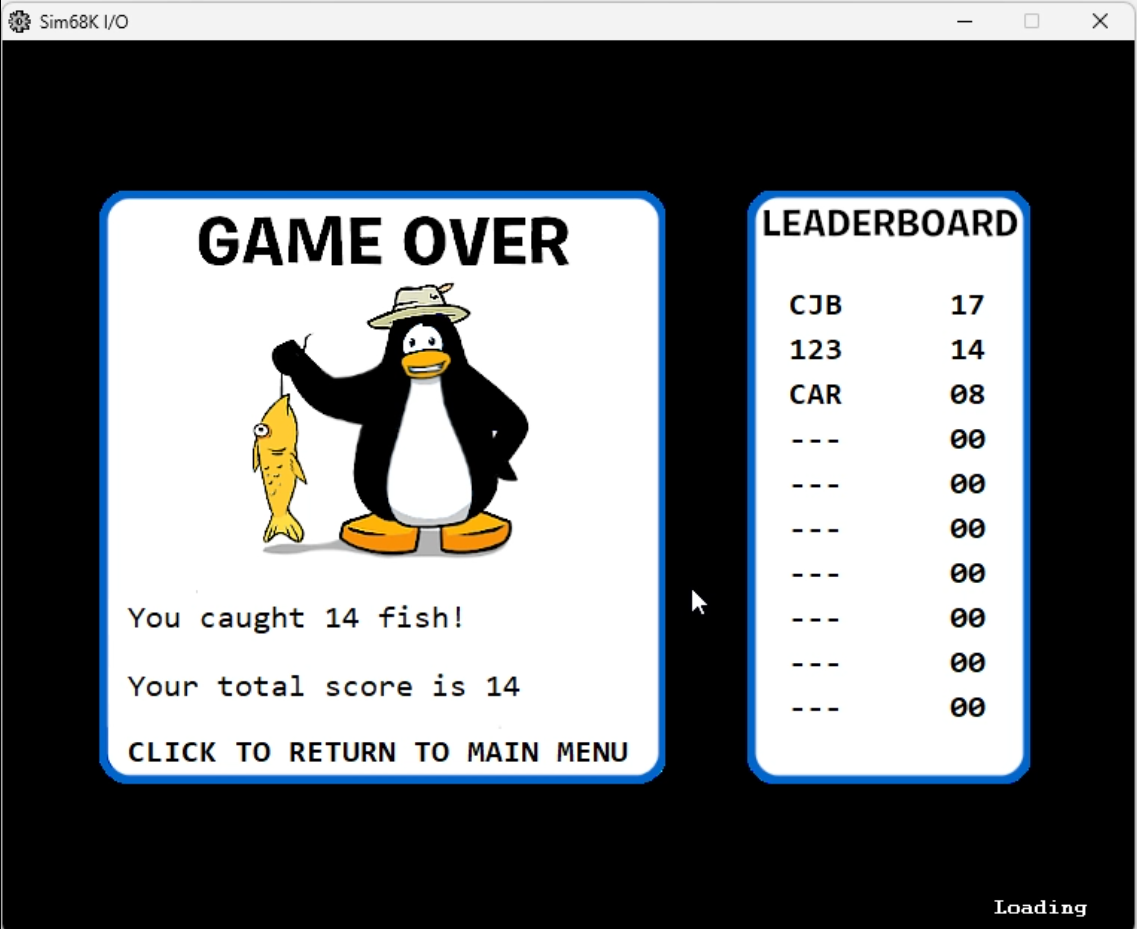 Sim68K I/O
GAME OVER
You caught 14 fish!
Your total score is 14
CLICK TO RETURN TO MAIN MENU
LEADERBOARD
CJB 17
123 14
CAR 08
--- 00
--- 00
--- 00
--- 00
--- 00
--- 00
--- 00
Loading